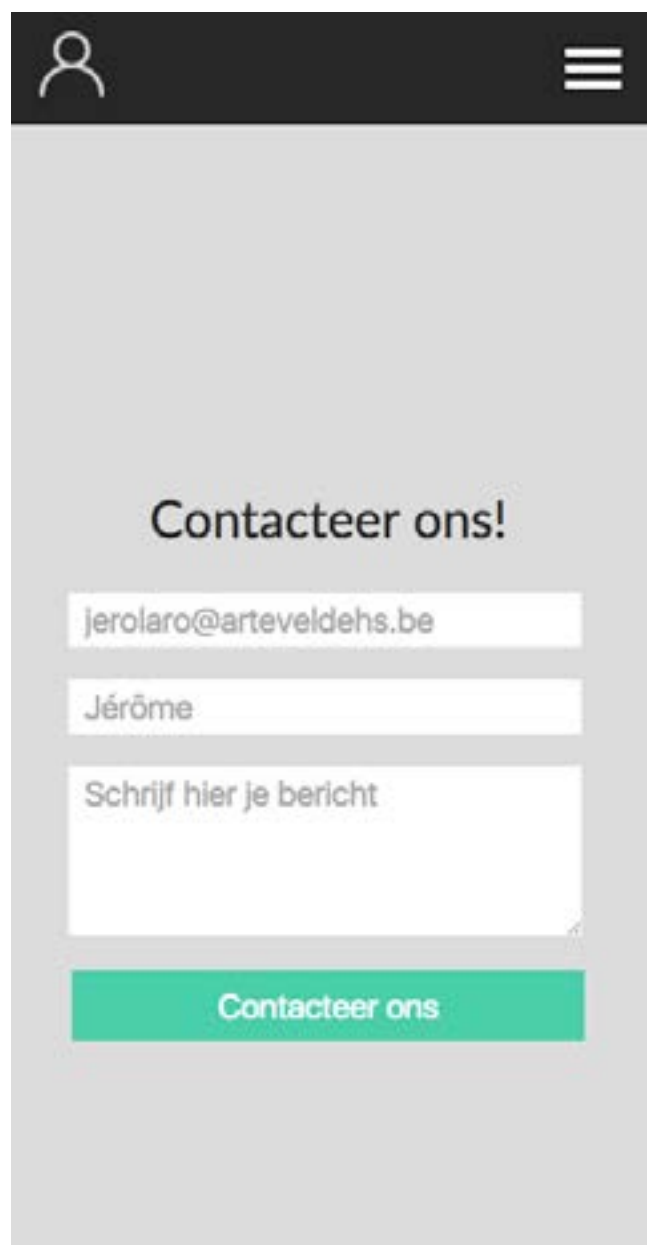 Contacteer ons!
jerolaro@arteveldehs.be
Jérôme
Schrijf hier je bericht
Contacteer ons